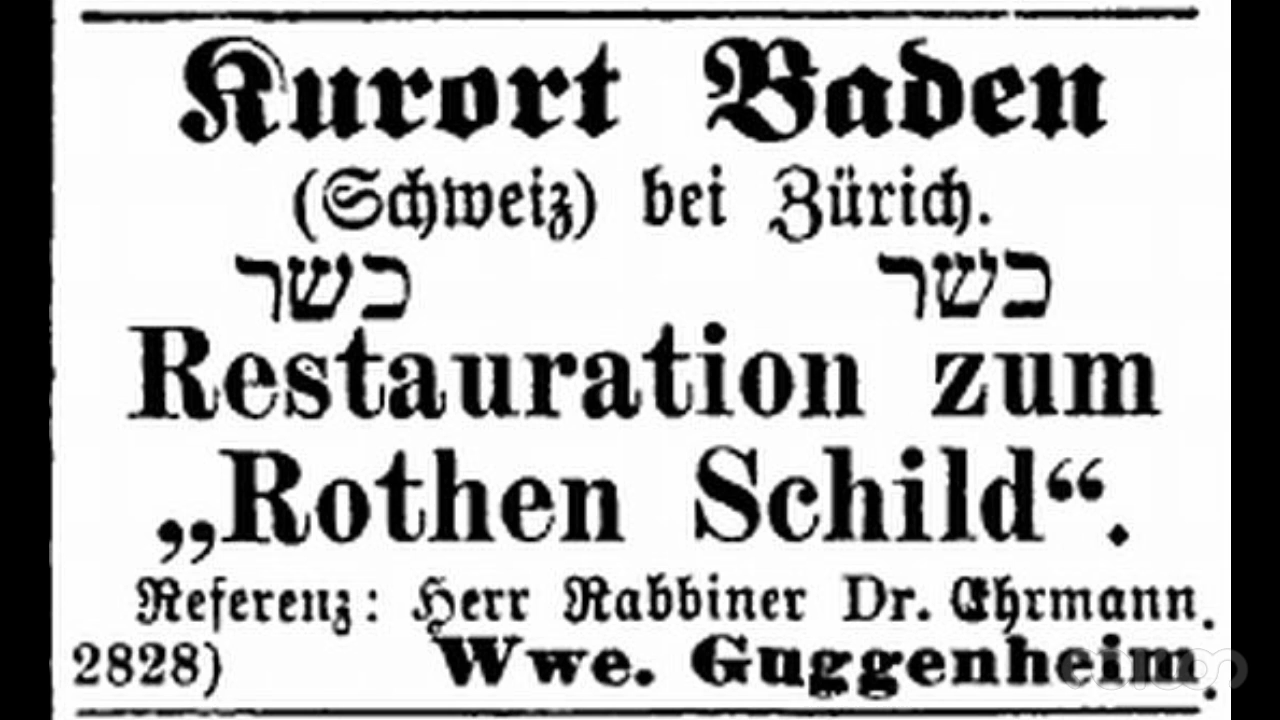 Kurort Baden
(Schweiz) bei Zürich.
כשר כשר
Restauration zum
„Rothen Schild“.
Referenz: Herr Rabbiner Dr. Ehrmann.
2828) Wwe. Guggenheim.